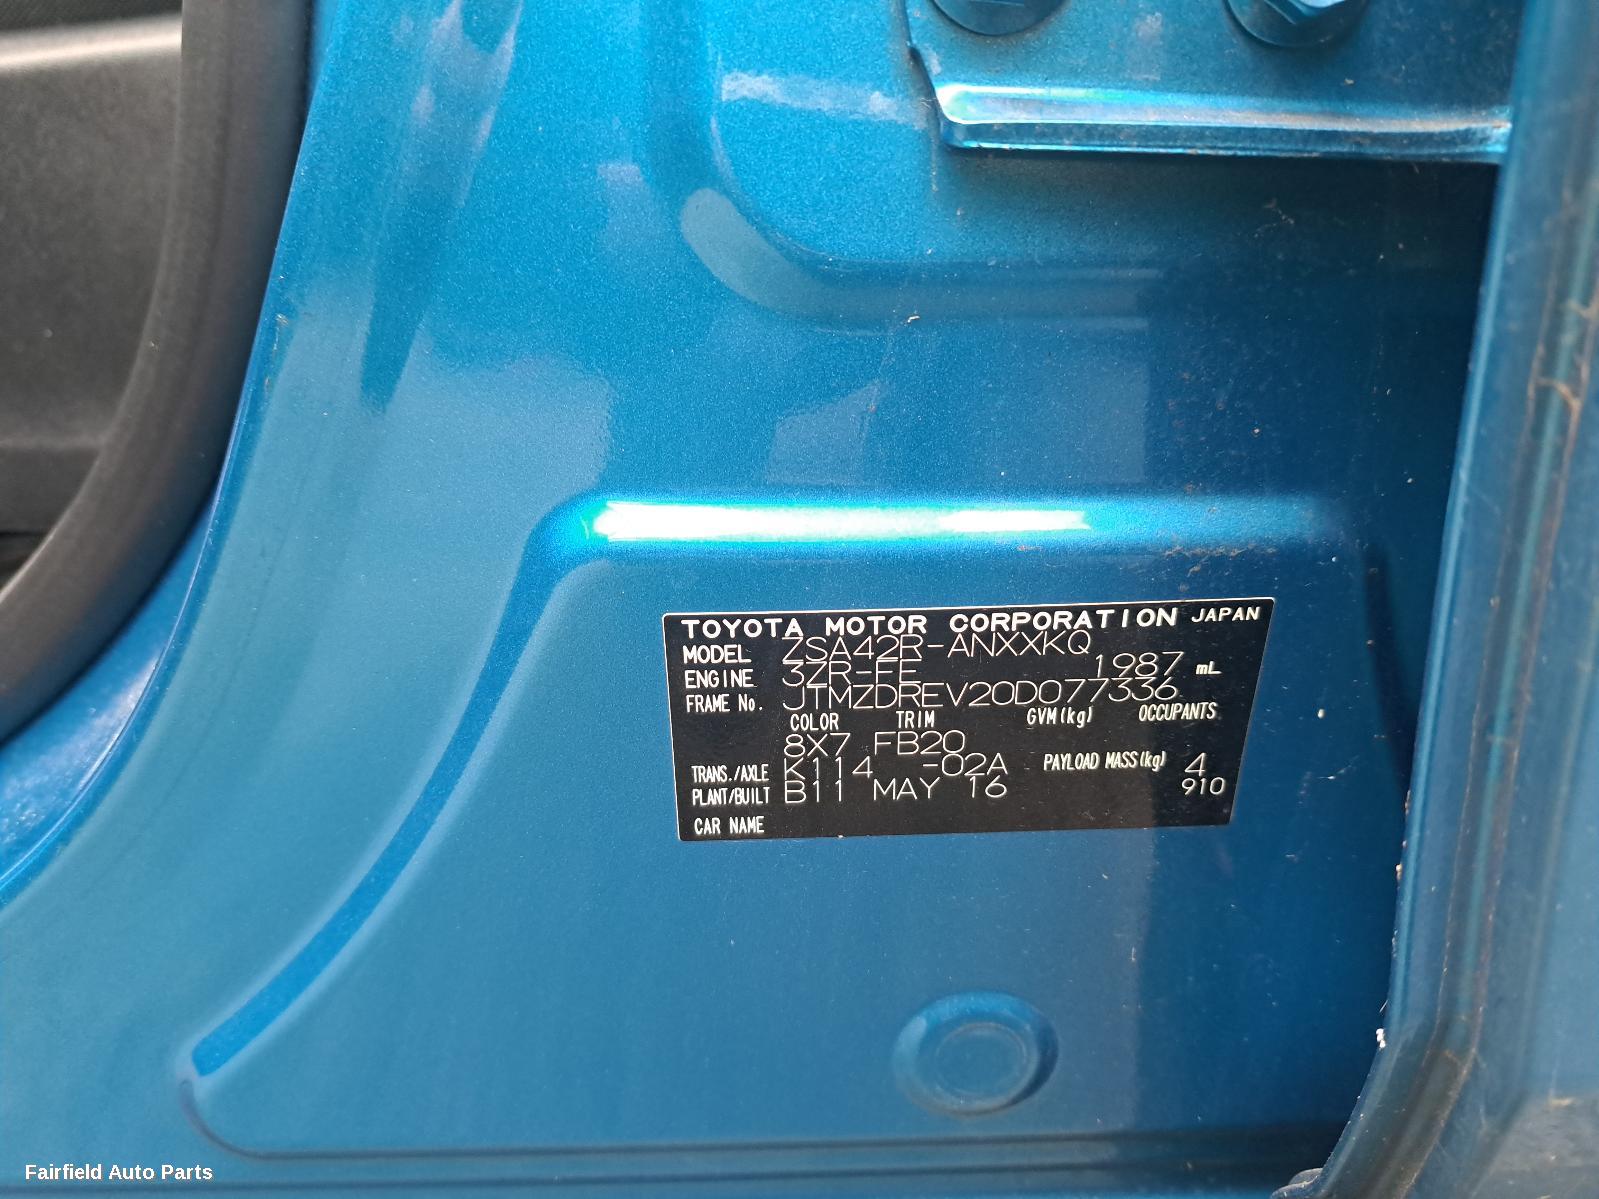 TOYOTA MOTOR CORPORATION JAPAN
MODEL ZSA42R-ANXXKQ
ENGINE 3ZR-FE 1987 mL
FRAME No. JTMZDREV20D077336
COLOR TRIM GVM(kg) OCCUPANTS
8X7 FB20
TRANS./AXLE K114 -02A PAYLOAD MASS(kg) 4
PLANT/BUILT B11 MAY 16 910
CAR NAME
Fairfield Auto Parts